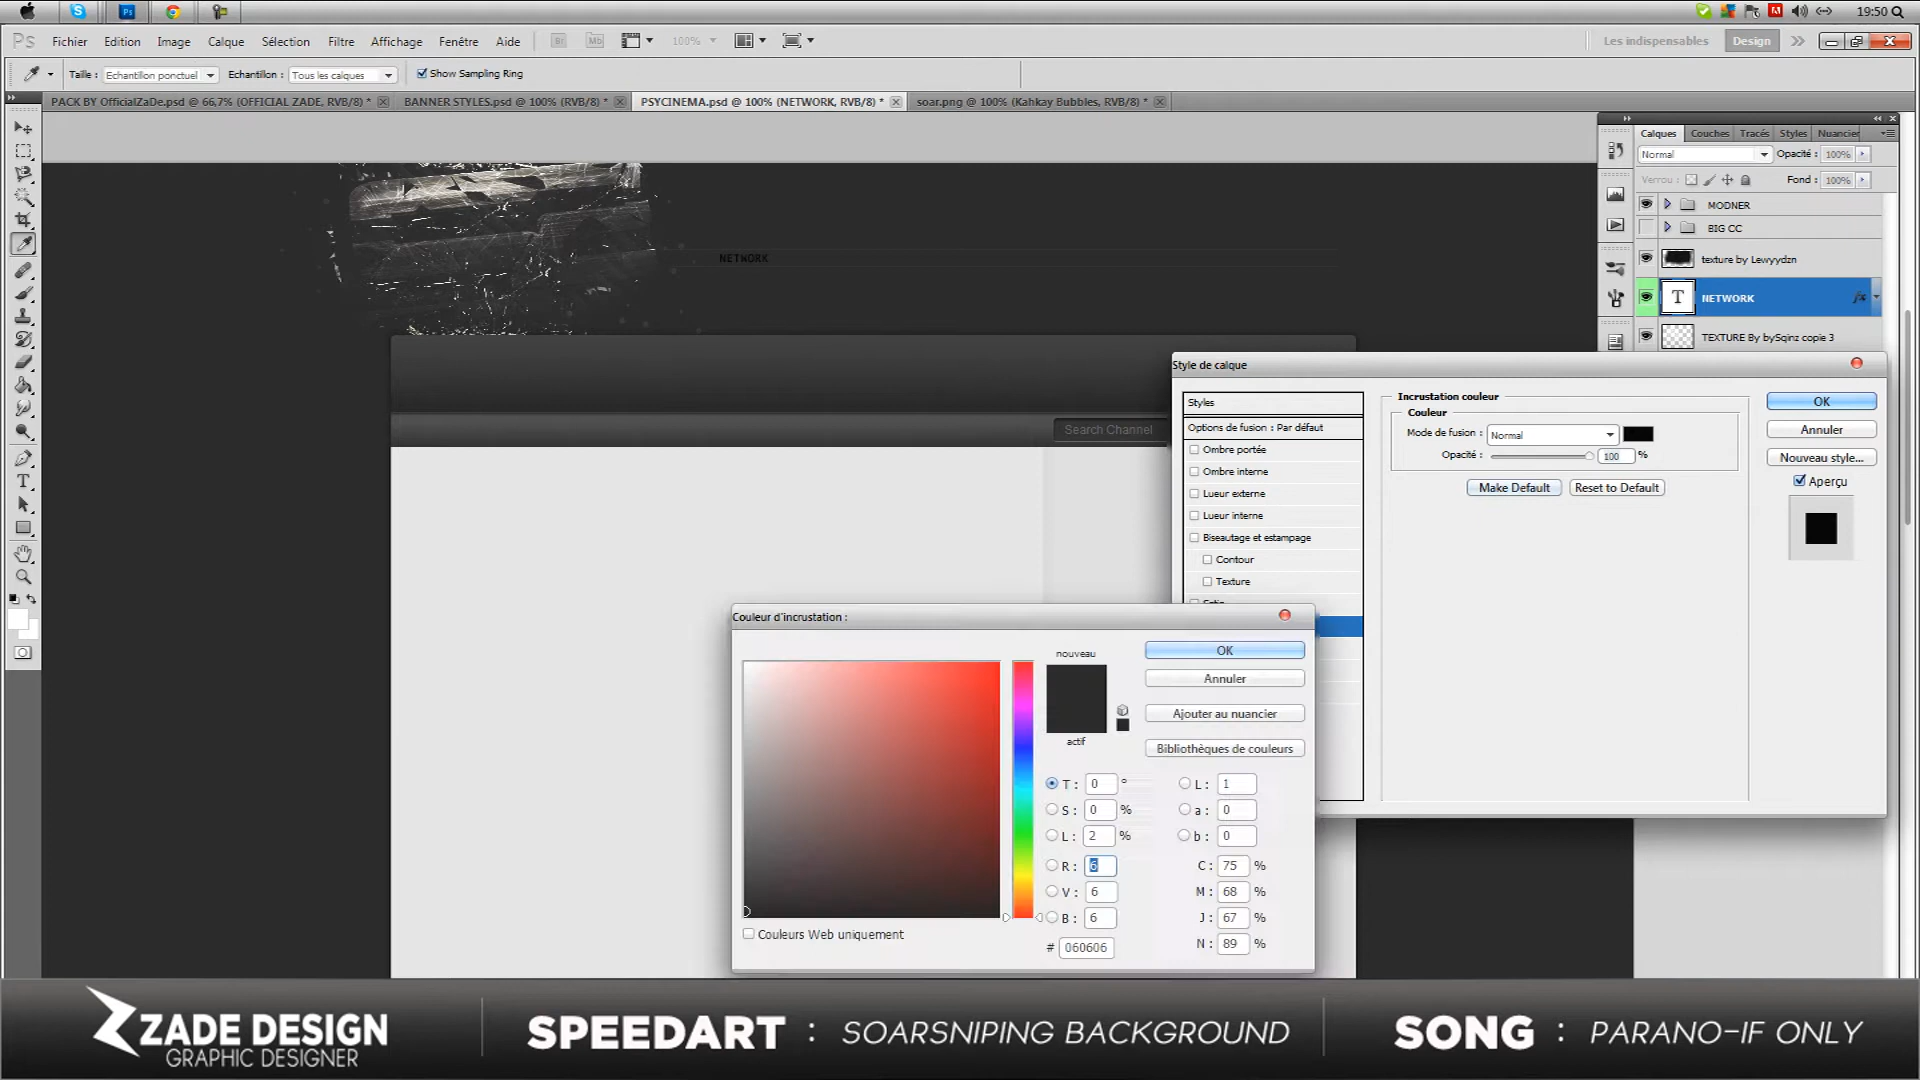 19:50
Ps Fichier Edition Image Calque Sélection Filtre Affichage Fenêtre Aide Br Mb 100% Les indispensables Design
Taille : Echantillon ponctuel Echantillon : Tous les calques Show Sampling Ring
PACK BY OfficialZaDe.psd @ 66,7% (OFFICIAL ZADE, RVB/8) * BANNER STYLES.psd @ 100% (RVB/8) * PSYCINEMA.psd @ 100% (NETWORK, RVB/8) * soar.png @ 100% (Kahkay Bubbles, RVB/8) *
Calques Couches Tracés Styles Nuancier
Normal Opacité : 100%
Verrou : Fond : 100%
MODNER
BIG CC
texture by Lewyydzn
T NETWORK fx
TEXTURE By bySqinz copie 3
NETWORK
Search Channel
Style de calque
Styles
Options de fusion : Par défaut
Ombre portée
Ombre interne
Lueur externe
Lueur interne
Biseautage et estampage
Contour
Texture
Satin
Incrustation couleur
Couleur
Mode de fusion : Normal
Opacité : 100 %
Make Default Reset to Default
OK
Annuler
Nouveau style...
Aperçu
Couleur d'incrustation :
nouveau
actif
OK
Annuler
Ajouter au nuancier
Bibliothèques de couleurs
T : 0 ° L : 1
S : 0 % a : 0
L : 2 % b : 0
R : 6 C : 75 %
V : 6 M : 68 %
B : 6 J : 67 %
# 060606 N : 89 %
Couleurs Web uniquement
ZADE DESIGN
GRAPHIC DESIGNER
SPEEDART : SOARSNIPING BACKGROUND
SONG : PARANO-IF ONLY